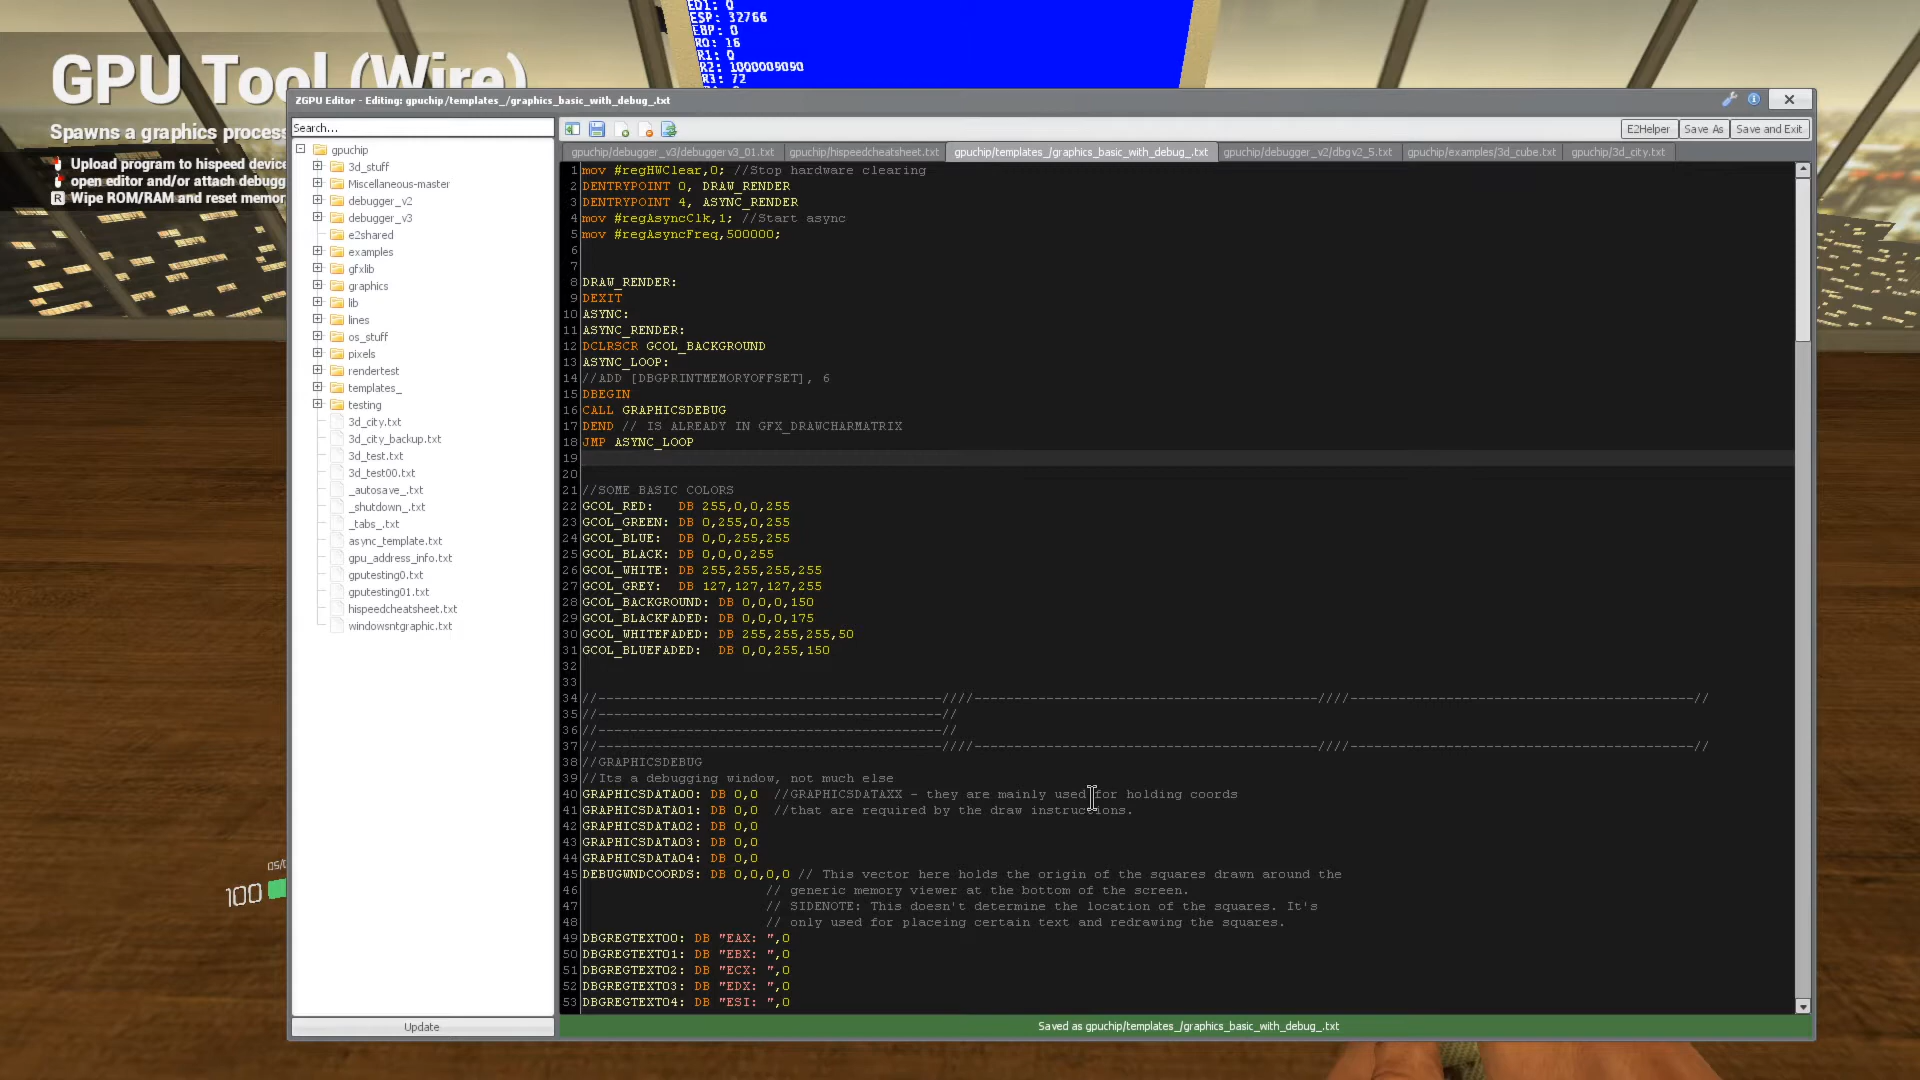 ESP: 32766
EBP: 0
R0: 16
R1: 0
R2: 1000009090
R3: 72
GPU Tool (Wire)
Spawns a graphics process
Upload program to hispeed device
open editor and/or attach debugg
R Wipe ROM/RAM and reset memor
ZGPU Editor - Editing: gpuchip/templates_/graphics_basic_with_debug_.txt
Search...
E2Helper
Save As
Save and Exit
gpuchip/debugger_v3/debuggerv3_01.txt
gpuchip/hispeedcheatsheet.txt
gpuchip/templates_/graphics_basic_with_debug_.txt
gpuchip/debugger_v2/dbgv2_5.txt
gpuchip/examples/3d_cube.txt
gpuchip/3d_city.txt
gpuchip
3d_stuff
Miscellaneous-master
debugger_v2
debugger_v3
e2shared
examples
gfxlib
graphics
lib
lines
os_stuff
pixels
rendertest
templates_
testing
3d_city.txt
3d_city_backup.txt
3d_test.txt
3d_test00.txt
_autosave_.txt
_shutdown_.txt
_tabs_.txt
async_template.txt
gpu_address_info.txt
gputesting0.txt
gputesting01.txt
hispeedcheatsheet.txt
windowsntgraphic.txt
Update
1 mov #regHWClear,0; //Stop hardware clearing
2 DENTRYPOINT 0, DRAW_RENDER
3 DENTRYPOINT 4, ASYNC_RENDER
4 mov #regAsyncClk,1; //Start async
5 mov #regAsyncFreq,500000;
6
7
8 DRAW_RENDER:
9 DEXIT
10 ASYNC:
11 ASYNC_RENDER:
12 DCLRSCR GCOL_BACKGROUND
13 ASYNC_LOOP:
14 //ADD [DBGPRINTMEMORYOFFSET], 6
15 DBEGIN
16 CALL GRAPHICSDEBUG
17 DEND // IS ALREADY IN GFX_DRAWCHARMATRIX
18 JMP ASYNC_LOOP
19
20
21 //SOME BASIC COLORS
22 GCOL_RED: DB 255,0,0,255
23 GCOL_GREEN: DB 0,255,0,255
24 GCOL_BLUE: DB 0,0,255,255
25 GCOL_BLACK: DB 0,0,0,255
26 GCOL_WHITE: DB 255,255,255,255
27 GCOL_GREY: DB 127,127,127,255
28 GCOL_BACKGROUND: DB 0,0,0,150
29 GCOL_BLACKFADED: DB 0,0,0,175
30 GCOL_WHITEFADED: DB 255,255,255,50
31 GCOL_BLUEFADED: DB 0,0,255,150
32
33
34 //-------------------------------------------////-------------------------------------------////-------------------------------------------//
35 //-------------------------------------------//
36 //-------------------------------------------//
37 //-------------------------------------------////-------------------------------------------////-------------------------------------------//
38 //GRAPHICSDEBUG
39 //Its a debugging window, not much else
40 GRAPHICSDATA00: DB 0,0 //GRAPHICSDATAXX - they are mainly used for holding coords
41 GRAPHICSDATA01: DB 0,0 //that are required by the draw instructions.
42 GRAPHICSDATA02: DB 0,0
43 GRAPHICSDATA03: DB 0,0
44 GRAPHICSDATA04: DB 0,0
45 DEBUGWNDCOORDS: DB 0,0,0,0 // This vector here holds the origin of the squares drawn around the
46 // generic memory viewer at the bottom of the screen.
47 // SIDENOTE: This doesn't determine the location of the squares. It's
48 // only used for placeing certain text and redrawing the squares.
49 DBGREGTEXT00: DB "EAX: ",0
50 DBGREGTEXT01: DB "EBX: ",0
51 DBGREGTEXT02: DB "ECX: ",0
52 DBGREGTEXT03: DB "EDX: ",0
53 DBGREGTEXT04: DB "ESI: ",0
Saved as gpuchip/templates_/graphics_basic_with_debug_.txt
100